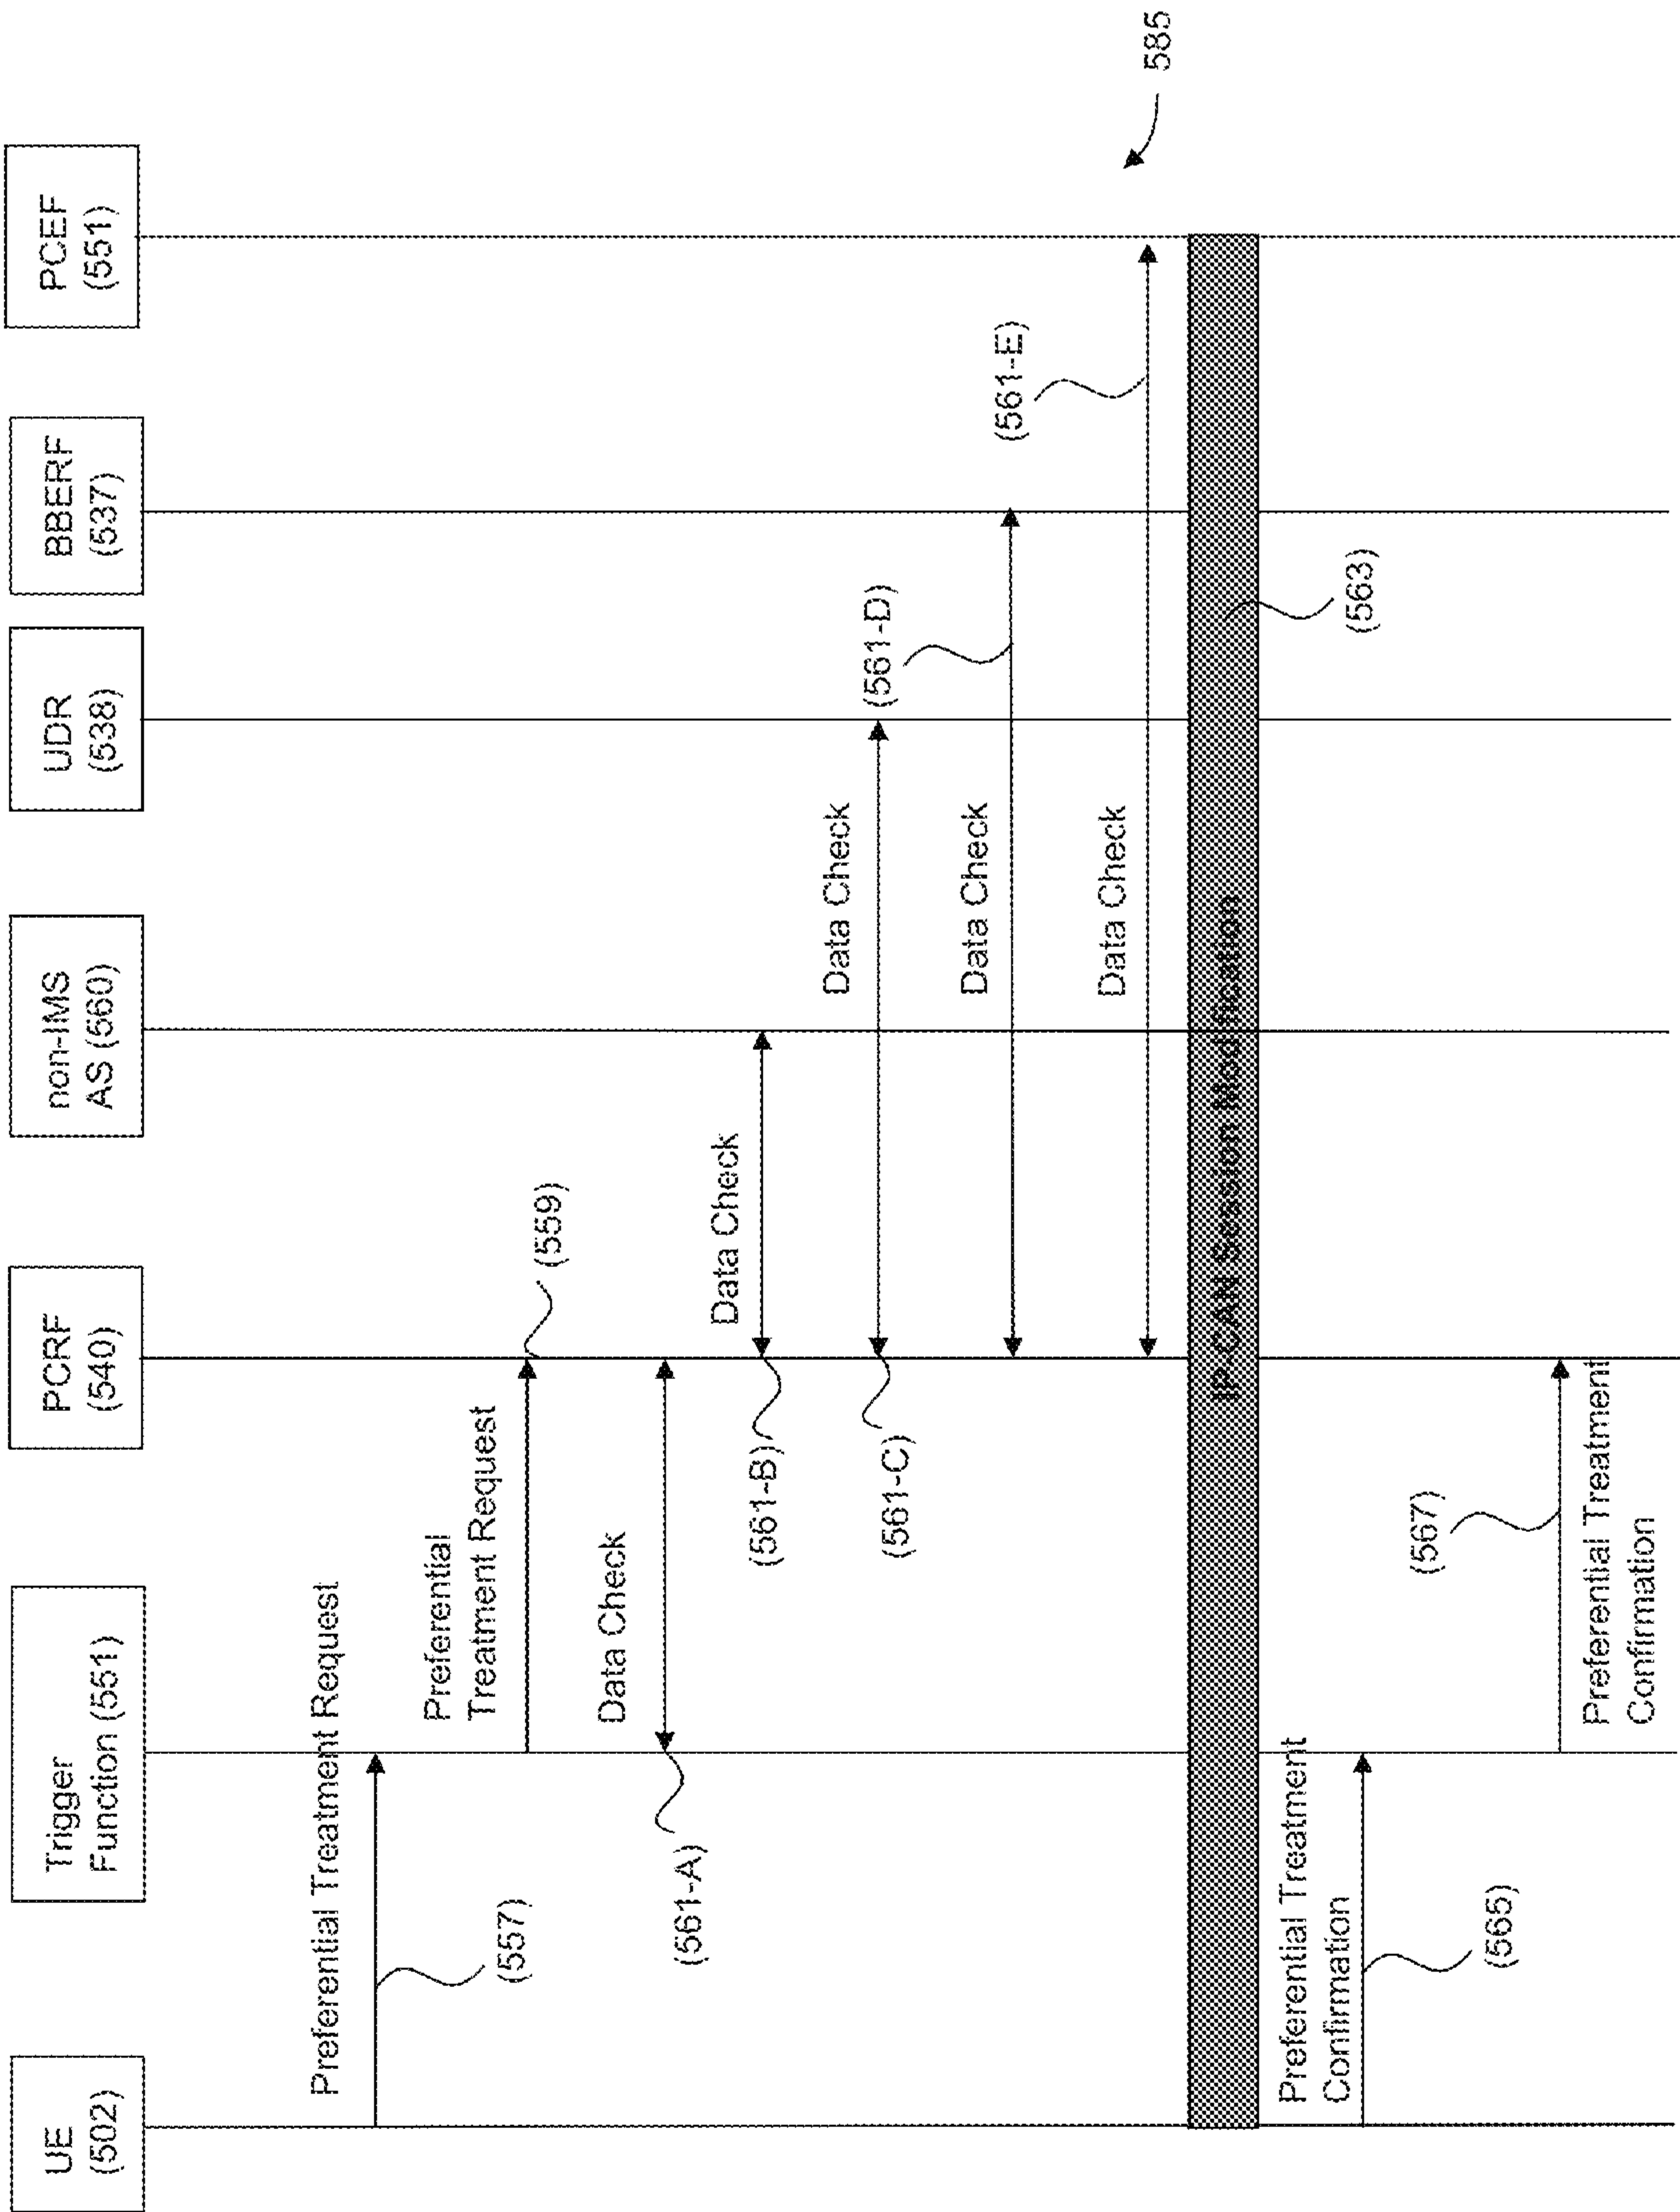 UE
(502)
Trigger
Function (551)
PCRF
(540)
non-IMS
AS (560)
UDR
(538)
BBERF
(537)
PCEF
(551)
Preferential Treatment Request
(557)
Preferential
Treatment Request
(559)
Data Check
(561-A)
Data Check
(561-B)
Data Check
(561-C)
Data Check
(561-D)
Data Check
(561-E)
585
IP-CAN Session Modification
(563)
Preferential Treatment
Confirmation
(565)
(567)
Preferential Treatment
Confirmation